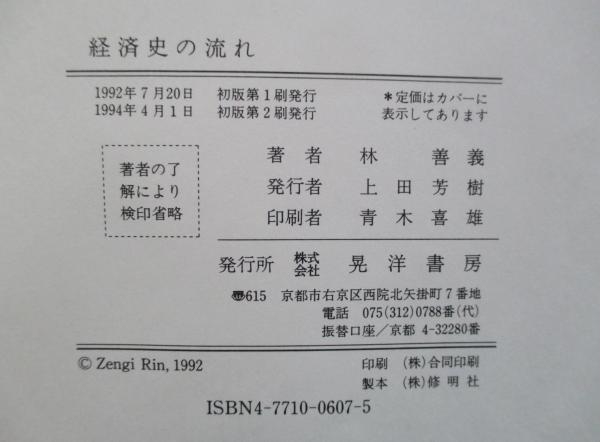 経済史の流れ
1992年7月20日　初版第1刷発行
1994年4月1日　初版第2刷発行
＊定価はカバーに
表示してあります
著者の了
解により
検印省略
著者　林善義
発行者　上田芳樹
印刷者　青木喜雄
発行所　株式会社　晃洋書房
〠615　京都市右京区西院北矢掛町7番地
電話　075(312)0788番(代)
振替口座／京都 4-32280番
© Zengi Rin, 1992
印刷　(株)合同印刷
製本　(株)修明社
ISBN4-7710-0607-5